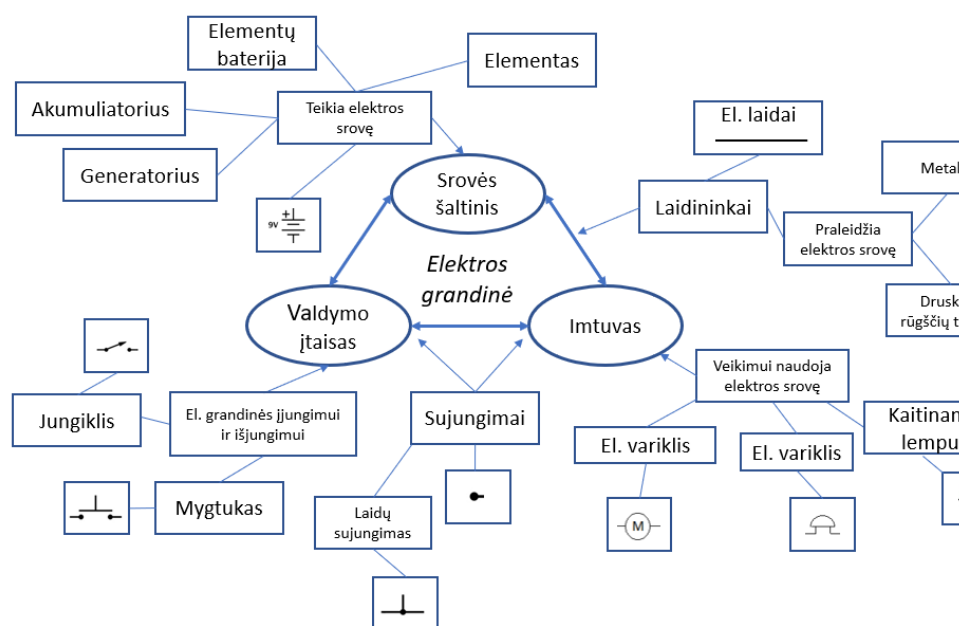 Elementų
baterija
Elementas
Akumuliatorius
Teikia elektros
srovę
Generatorius
9V
Srovės
šaltinis
El. laidai
Laidininkai
Praleidžia
elektros srovę
Elektros
grandinė
Valdymo
įtaisas
Imtuvas
Jungiklis
El. grandinės įjungimui
ir išjungimui
Mygtukas
Sujungimai
Laidų
sujungimas
Veikimui naudoja
elektros srovę
El. variklis
M
El. variklis